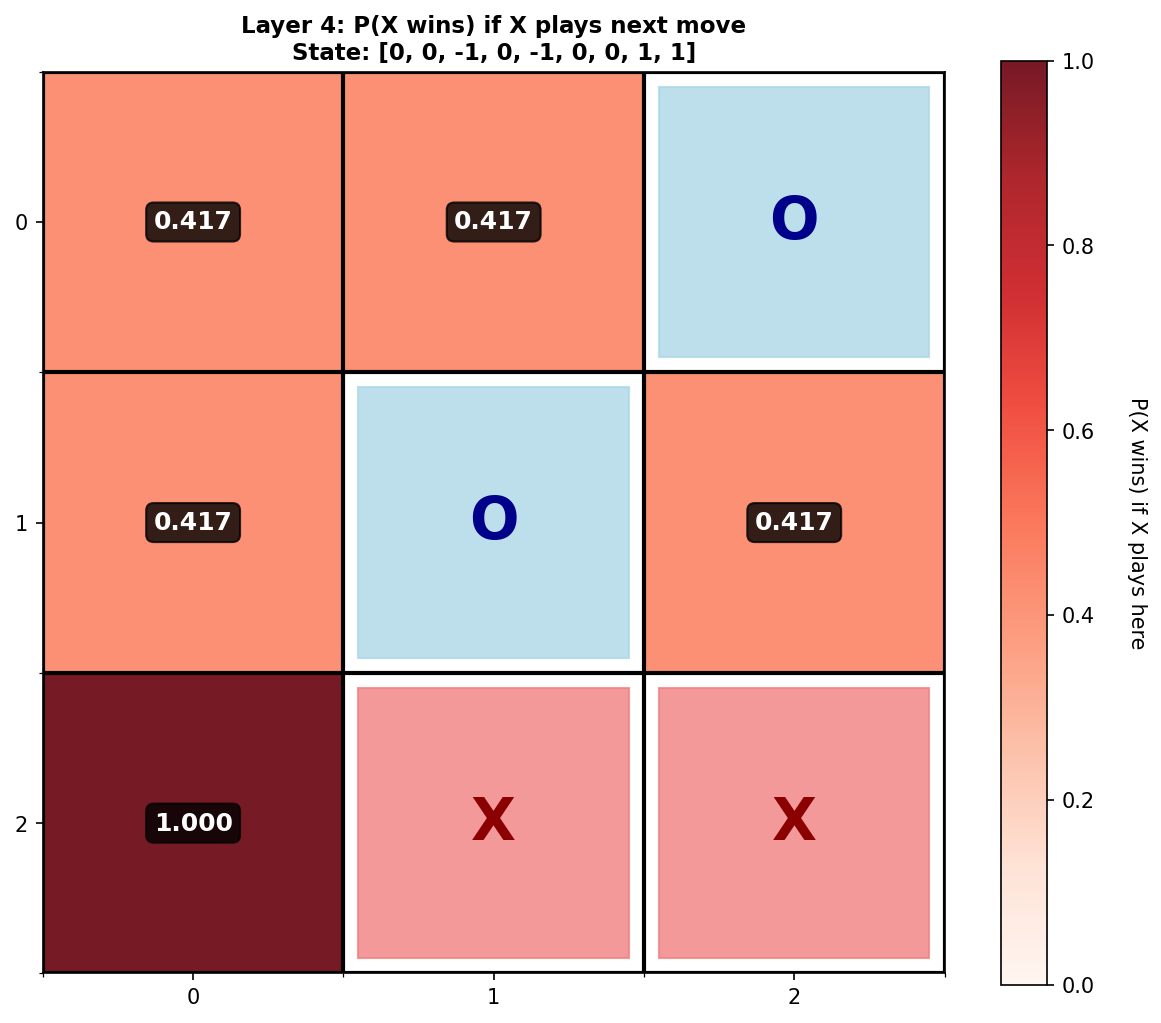 Layer 4: P(X wins) if X plays next move
State: [0, 0, -1, 0, -1, 0, 0, 1, 1]
0
0.417
0.417
O
1
0.417
O
0.417
2
1.000
X
X
0
1
2
1.0
0.8
0.6
0.4
0.2
0.0
P(X wins) if X plays here